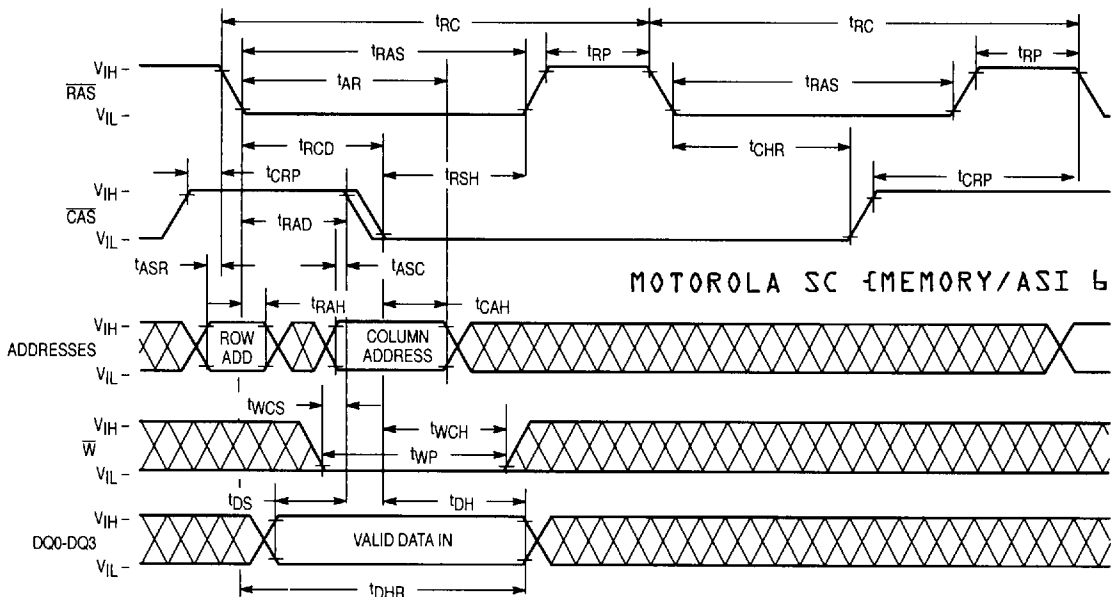 tRC tRC
tRAS tRP tRP
VIH
tAR tRAS
RAS
VIL
tRCD tCHR
tCRP tRSH tCRP
VIH
CAS
tRAD
VIL
tASR tASC
MOTOROLA SC {MEMORY/ASI 6
tRAH tCAH
VIH
ADDRESSES ROW ADD COLUMN ADDRESS
VIL
tWCS
VIH
tWCH
W
tWP
VIL
tDS tDH
VIH
DQ0-DQ3 VALID DATA IN
VIL
tDHR